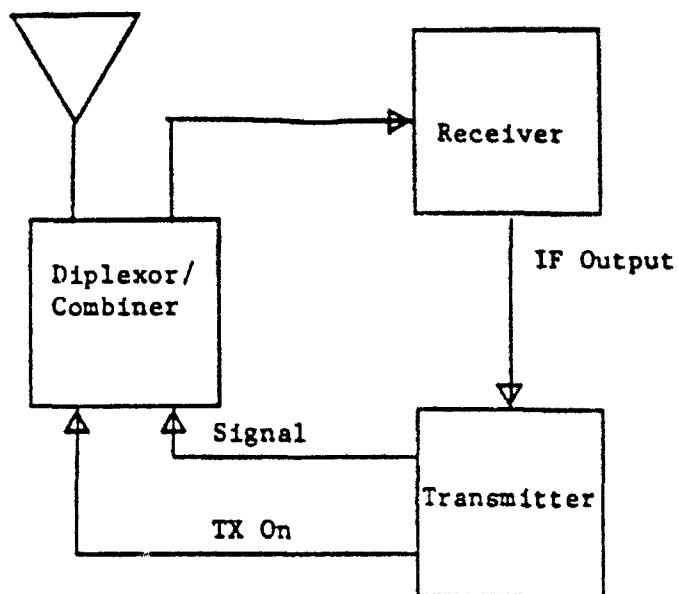 Receiver
IF Output
Diplexor/
Combiner
Signal
Transmitter
TX On